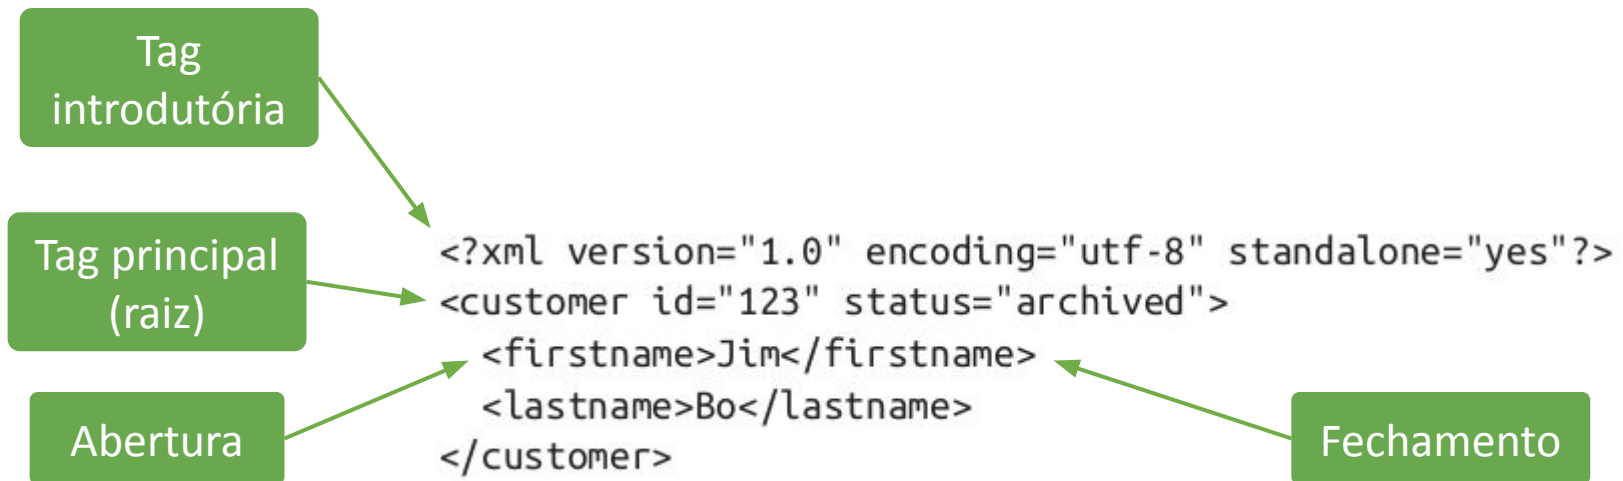 Tag
introdutória
Tag principal
(raiz)
Abertura
<?xml version="1.0" encoding="utf-8" standalone="yes"?>
<customer id="123" status="archived">
  <firstname>Jim</firstname>
  <lastname>Bo</lastname>
</customer>
Fechamento